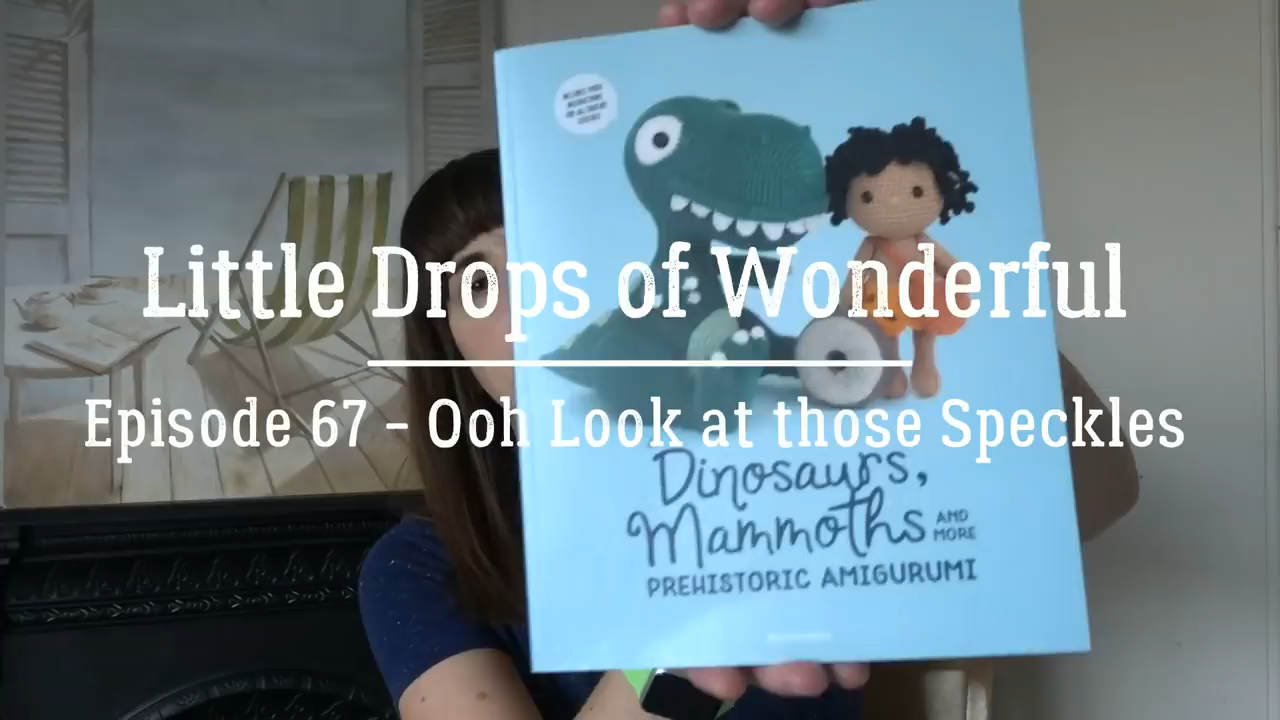 Little Drops of Wonderful
Episode 67 - Ooh Look at those Speckles
Dinosaurs,
Mammoths AND
MORE
PREHISTORIC AMIGURUMI